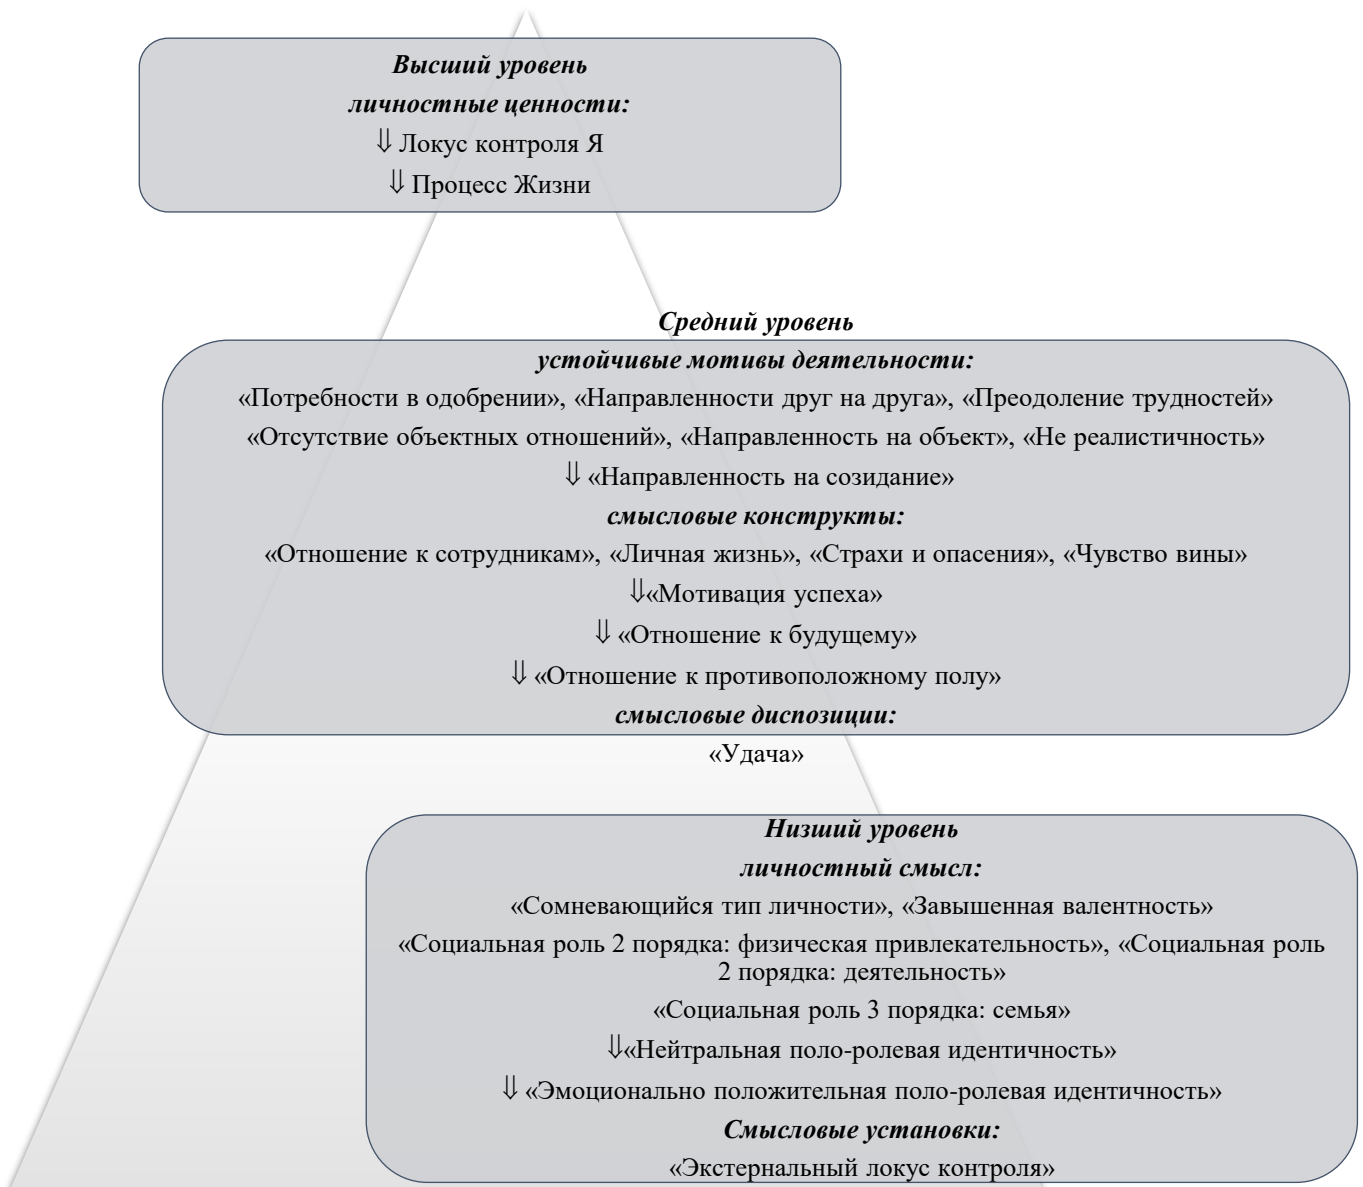 Высший уровень
личностные ценности:
⇓ Локус контроля Я
⇓ Процесс Жизни
Средний уровень
устойчивые мотивы деятельности:
«Потребности в одобрении», «Направленности друг на друга», «Преодоление трудностей»
«Отсутствие объектных отношений», «Направленность на объект», «Не реалистичность»
⇓ «Направленность на созидание»
смысловые конструкты:
«Отношение к сотрудникам», «Личная жизнь», «Страхи и опасения», «Чувство вины»
⇓«Мотивация успеха»
⇓ «Отношение к будущему»
⇓ «Отношение к противоположному полу»
смысловые диспозиции:
«Удача»
Низший уровень
личностный смысл:
«Сомневающийся тип личности», «Завышенная валентность»
«Социальная роль 2 порядка: физическая привлекательность», «Социальная роль
2 порядка: деятельность»
«Социальная роль 3 порядка: семья»
⇓«Нейтральная поло-ролевая идентичность»
⇓ «Эмоционально положительная поло-ролевая идентичность»
Смысловые установки:
«Экстернальный локус контроля»